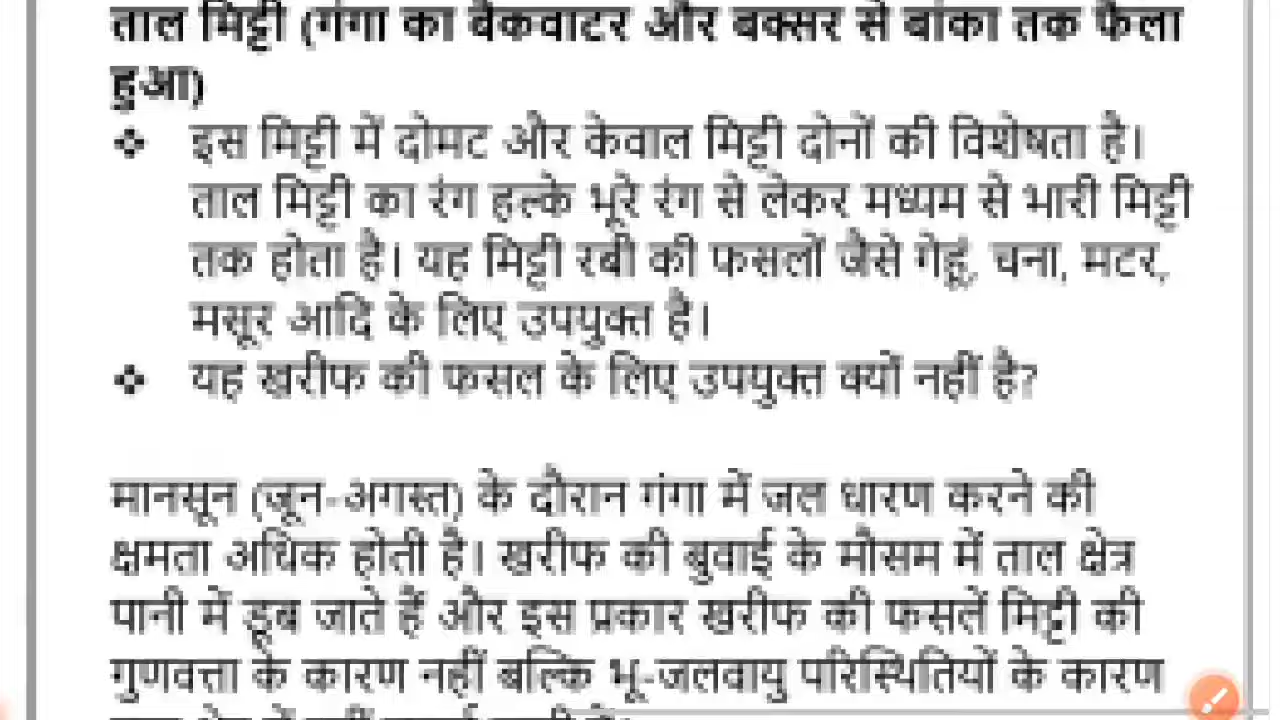 ताल मिट्टी (गंगा का बैकवाटर और बक्सर से बांका तक फैला
हुआ)
❖ इस मिट्टी में दोमट और केवाल मिट्टी दोनों की विशेषता है।
ताल मिट्टी का रंग हल्के भूरे रंग से लेकर मध्यम से भारी मिट्टी
तक होता है। यह मिट्टी रबी की फसलों जैसे गेहूं, चना, मटर,
मसूर आदि के लिए उपयुक्त है।
❖ यह खरीफ की फसल के लिए उपयुक्त क्यों नहीं है?
मानसून (जून-अगस्त) के दौरान गंगा में जल धारण करने की
क्षमता अधिक होती है। खरीफ की बुवाई के मौसम में ताल क्षेत्र
पानी में डूब जाते हैं और इस प्रकार खरीफ की फसलें मिट्टी की
गुणवत्ता के कारण नहीं बल्कि भू-जलवायु परिस्थितियों के कारण